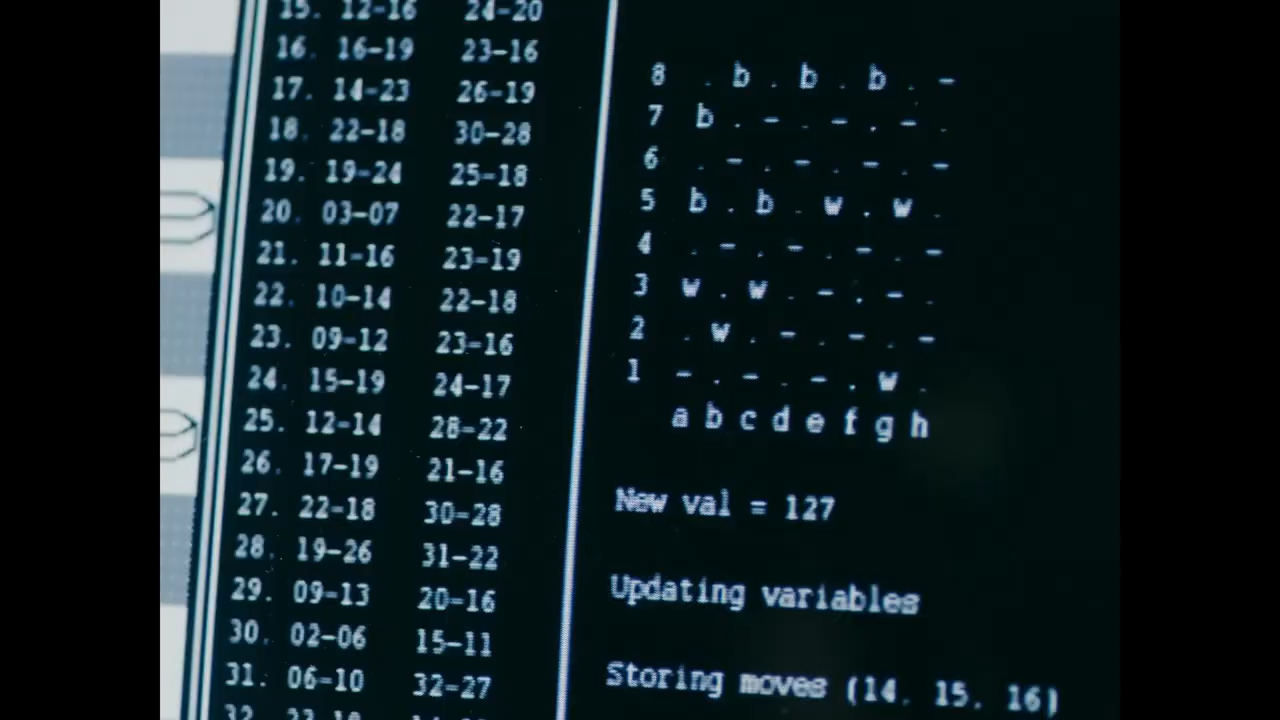 15. 12-16 24-20
16. 16-19 23-16
17. 14-23 26-19
18. 22-18 30-28
19. 19-24 25-18
20. 03-07 22-17
21. 11-16 23-19
22. 10-14 22-18
23. 09-12 23-16
24. 15-19 24-17
25. 12-14 28-22
26. 17-19 21-16
27. 22-18 30-28
28. 19-26 31-22
29. 09-13 20-16
30. 02-06 15-11
31. 06-10 32-27
32.
8 . b . b . b . -
7 b . - . - . - .
6 . - . - . - . -
5 b . b . w . w .
4 . - . - . - . -
3 w . w . - . - .
2 . w . - . - . -
1 - . - . - . w .
a b c d e f g h
New val = 127
Updating variables
Storing moves (14. 15. 16)